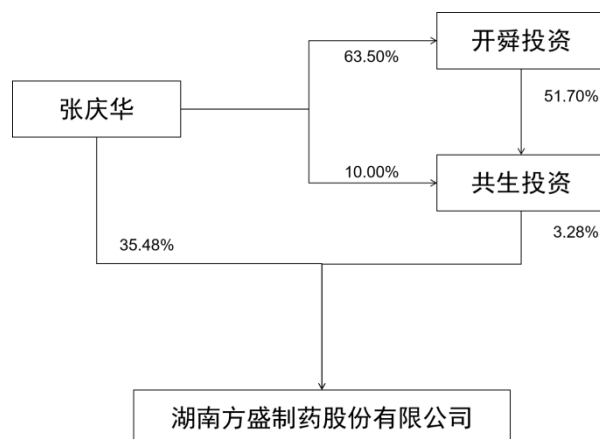 开舜投资
63.50%
51.70%
张庆华
10.00%
共生投资
35.48%
3.28%
湖南方盛制药股份有限公司